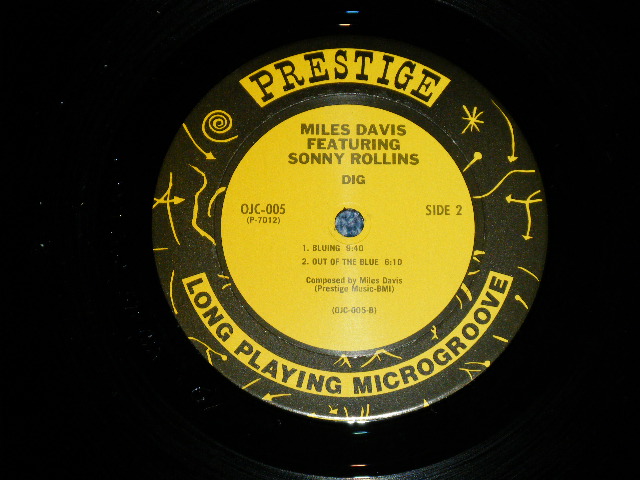 PRESTIGE
MILES DAVIS
FEATURING
SONNY ROLLINS
DIG
OJC-005
(P-7012)
SIDE 2
1. BLUING 9:40
2. OUT OF THE BLUE 6:10
Composed by Miles Davis
(Prestige Music-BMI)
(OJC-005-B)
LONG PLAYING MICROGROOVE